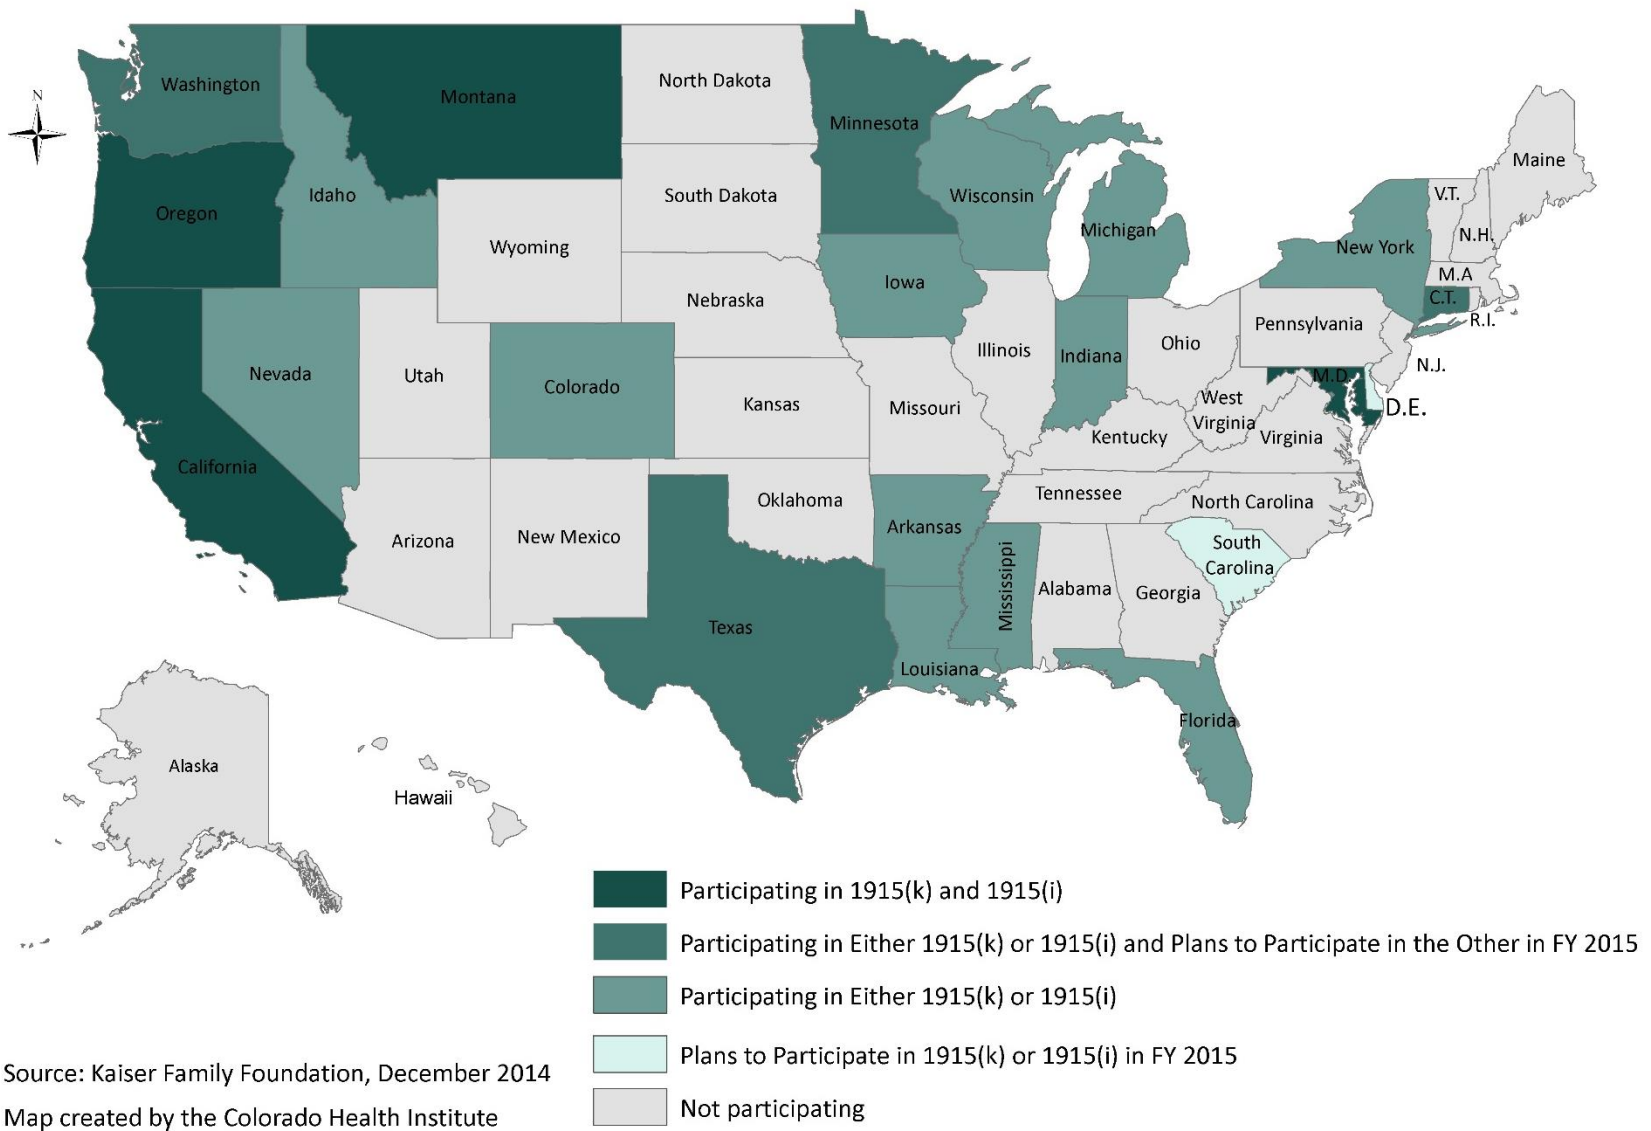 N
Washington
Montana
North Dakota
Minnesota
Maine
Oregon
Idaho
South Dakota
Wisconsin
Michigan
V.T.
N.H.
Wyoming
New York
M.A
Iowa
Nebraska
C.T.
R.I.
Nevada
Utah
Colorado
Kansas
Illinois
Indiana
Ohio
Pennsylvania
N.J.
M.D.
D.E.
Missouri
West
Virginia
Virginia
Kentucky
California
Arizona
New Mexico
Oklahoma
Arkansas
Tennessee
North Carolina
South
Carolina
Mississippi
Alabama
Georgia
Texas
Louisiana
Florida
Alaska
Hawaii
Participating in 1915(k) and 1915(i)
Participating in Either 1915(k) or 1915(i) and Plans to Participate in the Other in FY 2015
Participating in Either 1915(k) or 1915(i)
Plans to Participate in 1915(k) or 1915(i) in FY 2015
Not participating
Source: Kaiser Family Foundation, December 2014
Map created by the Colorado Health Institute